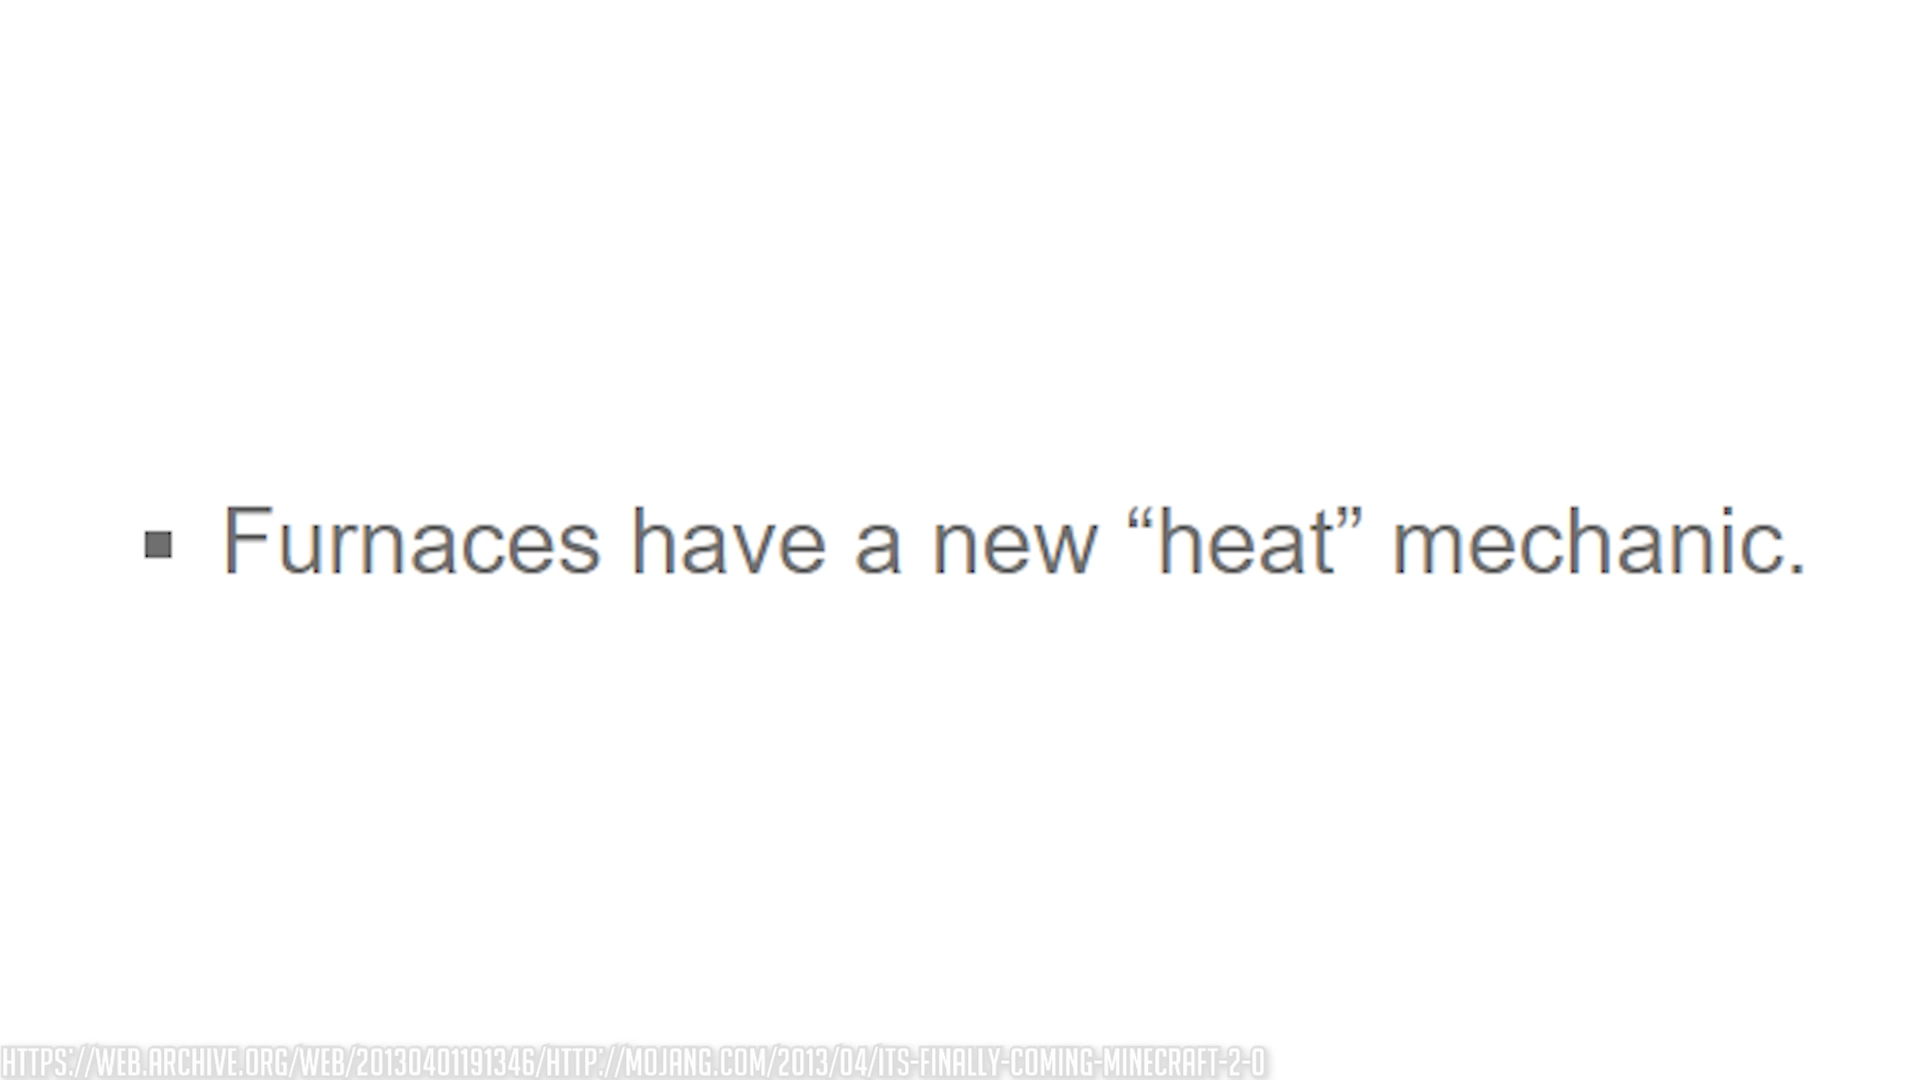 ▪ Furnaces have a new “heat” mechanic.
HTTPS://WEB.ARCHIVE.ORG/WEB/20130401191346/HTTP://MOJANG.COM/2013/04/ITS-FINALLY-COMING-MINECRAFT-2-0